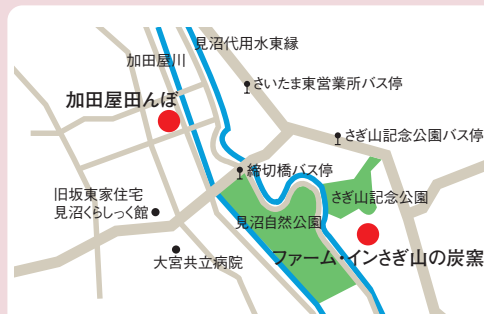 見沼代用水東縁
加田屋川
さいたま東営業所バス停
加田屋田んぼ
さぎ山記念公園バス停
締切橋バス停
旧坂東家住宅
見沼くらしっく館
さぎ山記念公園
見沼自然公園
大宮共立病院
ファーム・インさぎ山の炭窯